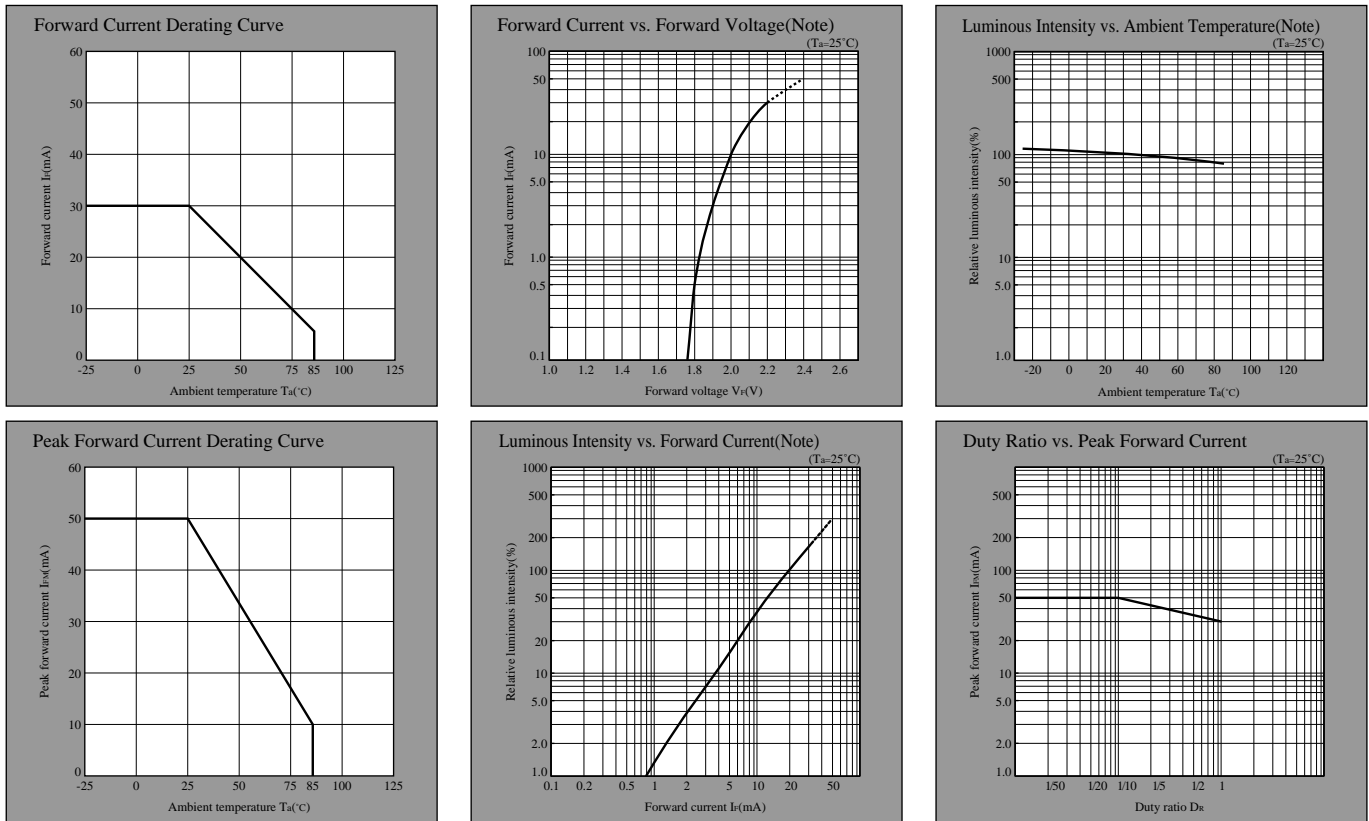 Forward Current Derating Curve
60
50
40
30
20
10
0
-25 0 25 50 75 85 100 125
Forward current IF(mA)
Ambient temperature Ta(˚C)
Forward Current vs. Forward Voltage(Note)
(Ta=25˚C)
100
50
10
5.0
1.0
0.5
0.1
1.0 1.2 1.4 1.6 1.8 2.0 2.2 2.4 2.6
Forward current IF(mA)
Forward voltage VF(V)
Luminous Intensity vs. Ambient Temperature(Note)
(Ta=25˚C)
1000
500
100
50
10
5.0
1.0
-20 0 20 40 60 80 100 120
Relative luminous intensity(%)
Ambient temperature Ta(˚C)
Peak Forward Current Derating Curve
60
50
40
30
20
10
0
-25 0 25 50 75 85 100 125
Peak forward current IFM(mA)
Ambient temperature Ta(˚C)
Luminous Intensity vs. Forward Current(Note)
(Ta=25˚C)
1000
500
200
100
50
20
10
5.0
2.0
1.0
0.1 0.2 0.5 1 2 5 10 20 50
Relative luminous intensity(%)
Forward current IF(mA)
Duty Ratio vs. Peak Forward Current
(Ta=25˚C)
500
200
100
50
20
10
5.0
2.0
1.0
1/50 1/20 1/10 1/5 1/2 1
Peak forward current IFM(mA)
Duty ratio DR